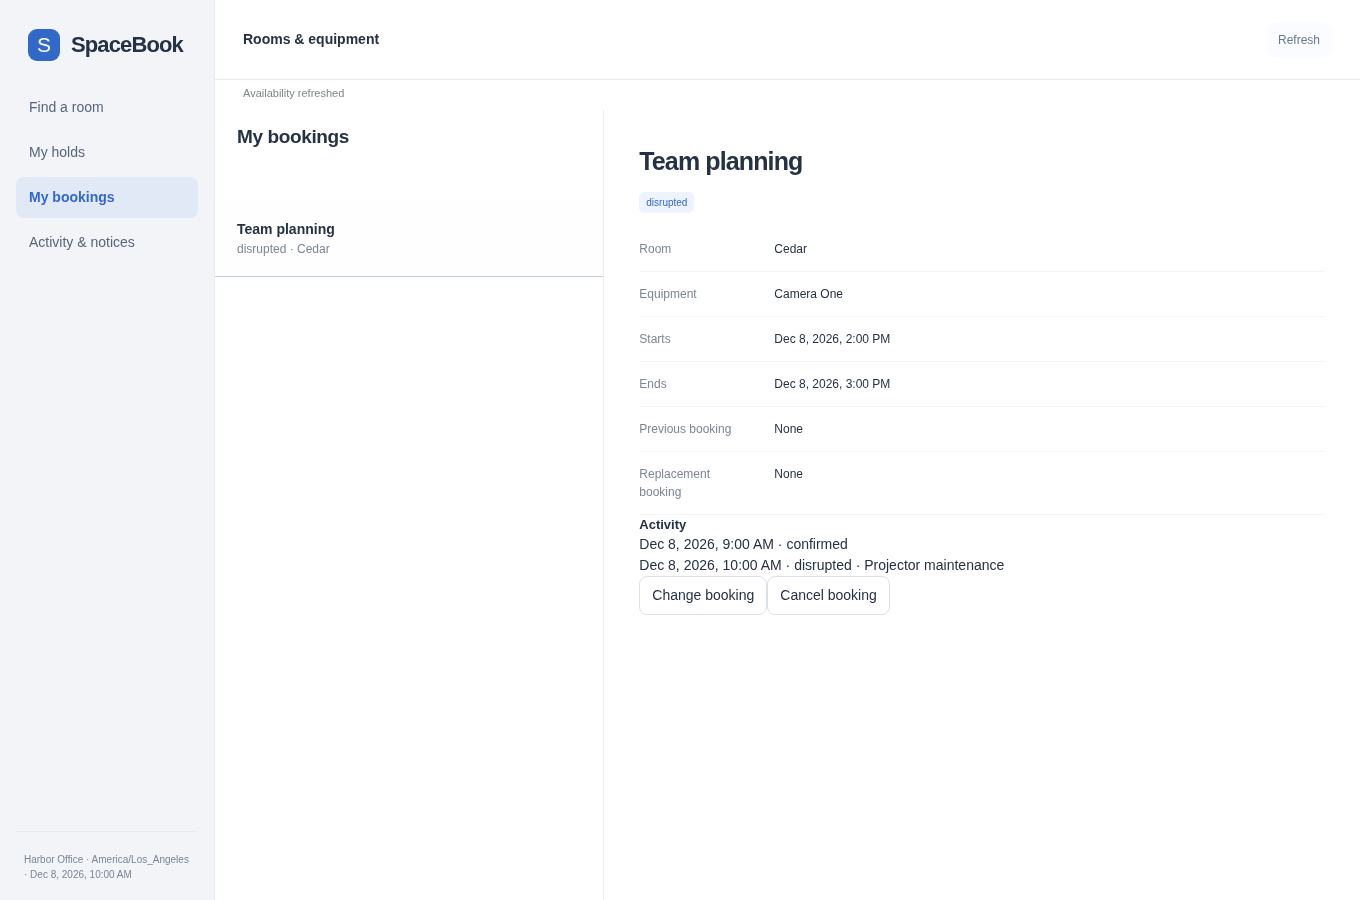 S SpaceBook
Find a room
My holds
My bookings
Activity & notices
Harbor Office · America/Los_Angeles
· Dec 8, 2026, 10:00 AM
Rooms & equipment
Refresh
Availability refreshed
My bookings
Team planning
disrupted · Cedar
Team planning
disrupted
Room Cedar
Equipment Camera One
Starts Dec 8, 2026, 2:00 PM
Ends Dec 8, 2026, 3:00 PM
Previous booking None
Replacement None
booking
Activity
Dec 8, 2026, 9:00 AM · confirmed
Dec 8, 2026, 10:00 AM · disrupted · Projector maintenance
Change booking Cancel booking